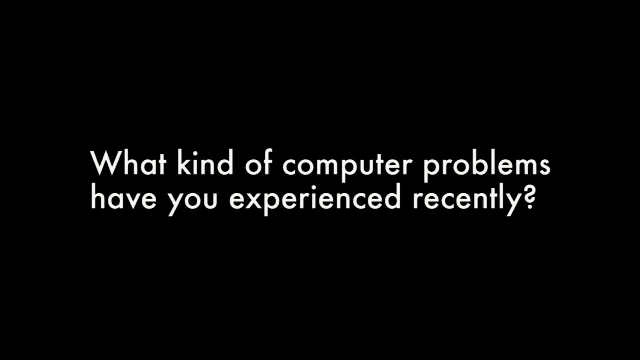 What kind of computer problems
have you experienced recently?